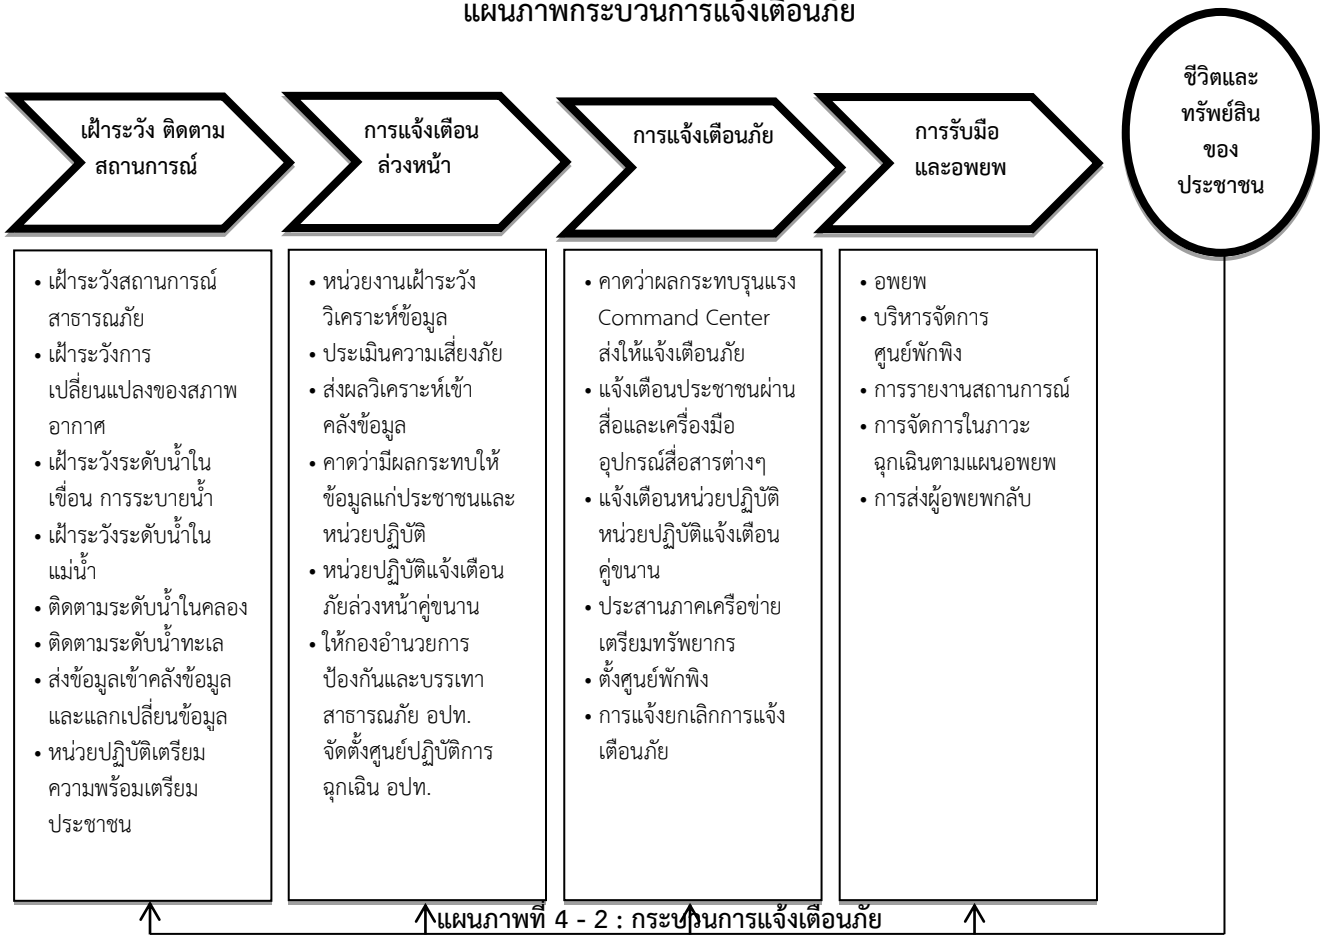 แผนภาพกระบวนการแจ้งเตือนภัย
เฝ้าระวัง ติดตาม
สถานการณ์
การแจ้งเตือน
ล่วงหน้า
การแจ้งเตือนภัย
การรับมือ
และอพยพ
ชีวิตและ
ทรัพย์สิน
ของ
ประชาชน
• เฝ้าระวังสถานการณ์
สาธารณภัย
• เฝ้าระวังการ
เปลี่ยนแปลงของสภาพ
อากาศ
• เฝ้าระวังระดับน้ำใน
เขื่อน การระบายน้ำ
• เฝ้าระวังระดับน้ำใน
แม่น้ำ
• ติดตามระดับน้ำในคลอง
• ติดตามระดับน้ำทะเล
• ส่งข้อมูลเข้าคลังข้อมูล
และแลกเปลี่ยนข้อมูล
• หน่วยปฏิบัติเตรียม
ความพร้อมเตรียม
ประชาชน
• หน่วยงานเฝ้าระวัง
วิเคราะห์ข้อมูล
• ประเมินความเสี่ยงภัย
• ส่งผลวิเคราะห์เข้า
คลังข้อมูล
• คาดว่ามีผลกระทบให้
ข้อมูลแก่ประชาชนและ
หน่วยปฏิบัติ
• หน่วยปฏิบัติแจ้งเตือน
ภัยล่วงหน้าคู่ขนาน
• ให้กองอำนวยการ
ป้องกันและบรรเทา
สาธารณภัย อปท.
จัดตั้งศูนย์ปฏิบัติการ
ฉุกเฉิน อปท.
• คาดว่าผลกระทบรุนแรง
Command Center
ส่งให้แจ้งเตือนภัย
• แจ้งเตือนประชาชนผ่าน
สื่อและเครื่องมือ
อุปกรณ์สื่อสารต่างๆ
• แจ้งเตือนหน่วยปฏิบัติ
หน่วยปฏิบัติแจ้งเตือน
คู่ขนาน
• ประสานภาคเครือข่าย
เตรียมทรัพยากร
• ตั้งศูนย์พักพิง
• การแจ้งยกเลิกการแจ้ง
เตือนภัย
• อพยพ
• บริหารจัดการ
ศูนย์พักพิง
• การรายงานสถานการณ์
• การจัดการในภาวะ
ฉุกเฉินตามแผนอพยพ
• การส่งผู้อพยพกลับ
แผนภาพที่ 4 - 2 : กระบวนการแจ้งเตือนภัย